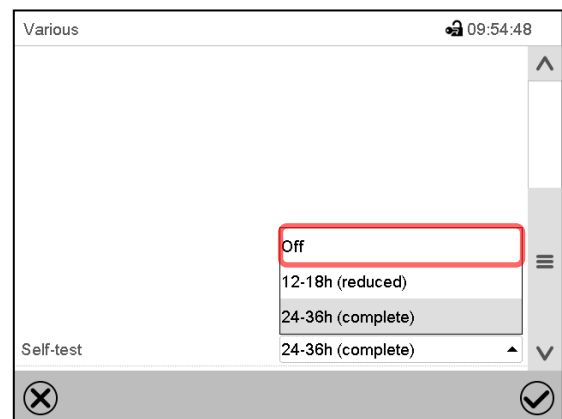 Various 09:54:48
Off
12-18h (reduced)
24-36h (complete)
Self-test 24-36h (complete)